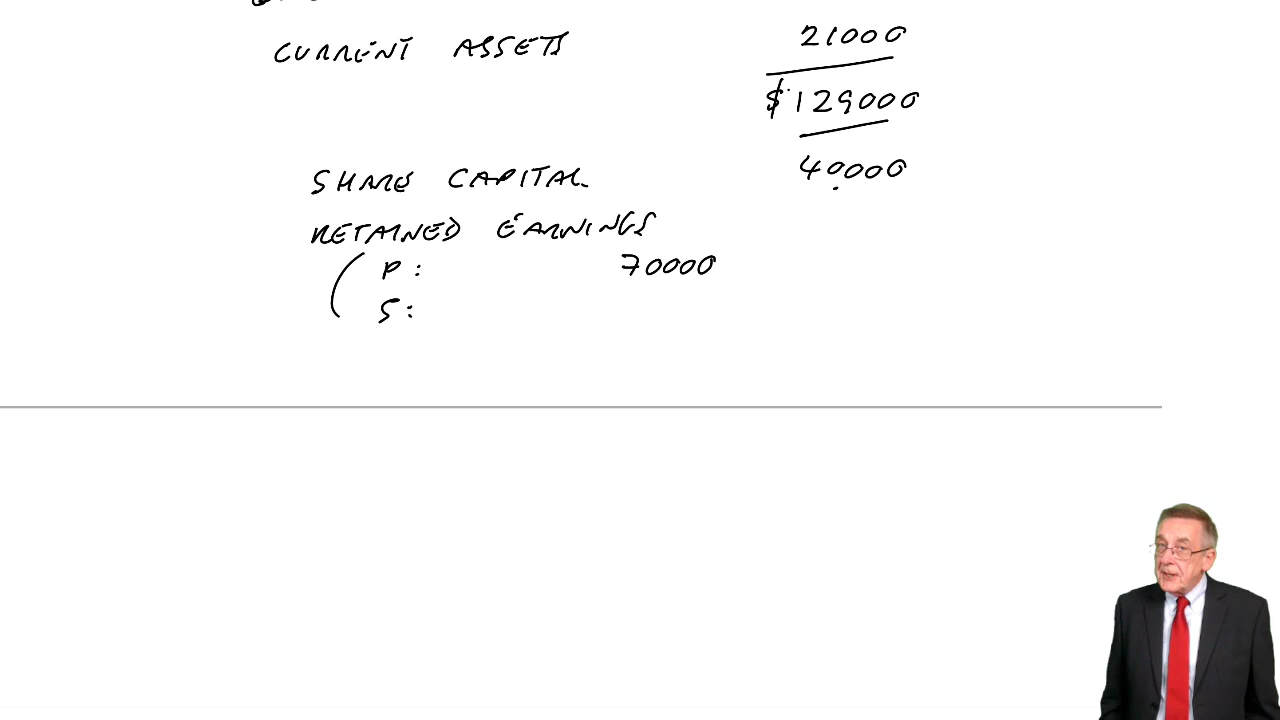 CURRENT ASSETS 21000
$129000
SHARE CAPITAL 40000
RETAINED EARNINGS
( P: 70000
S: